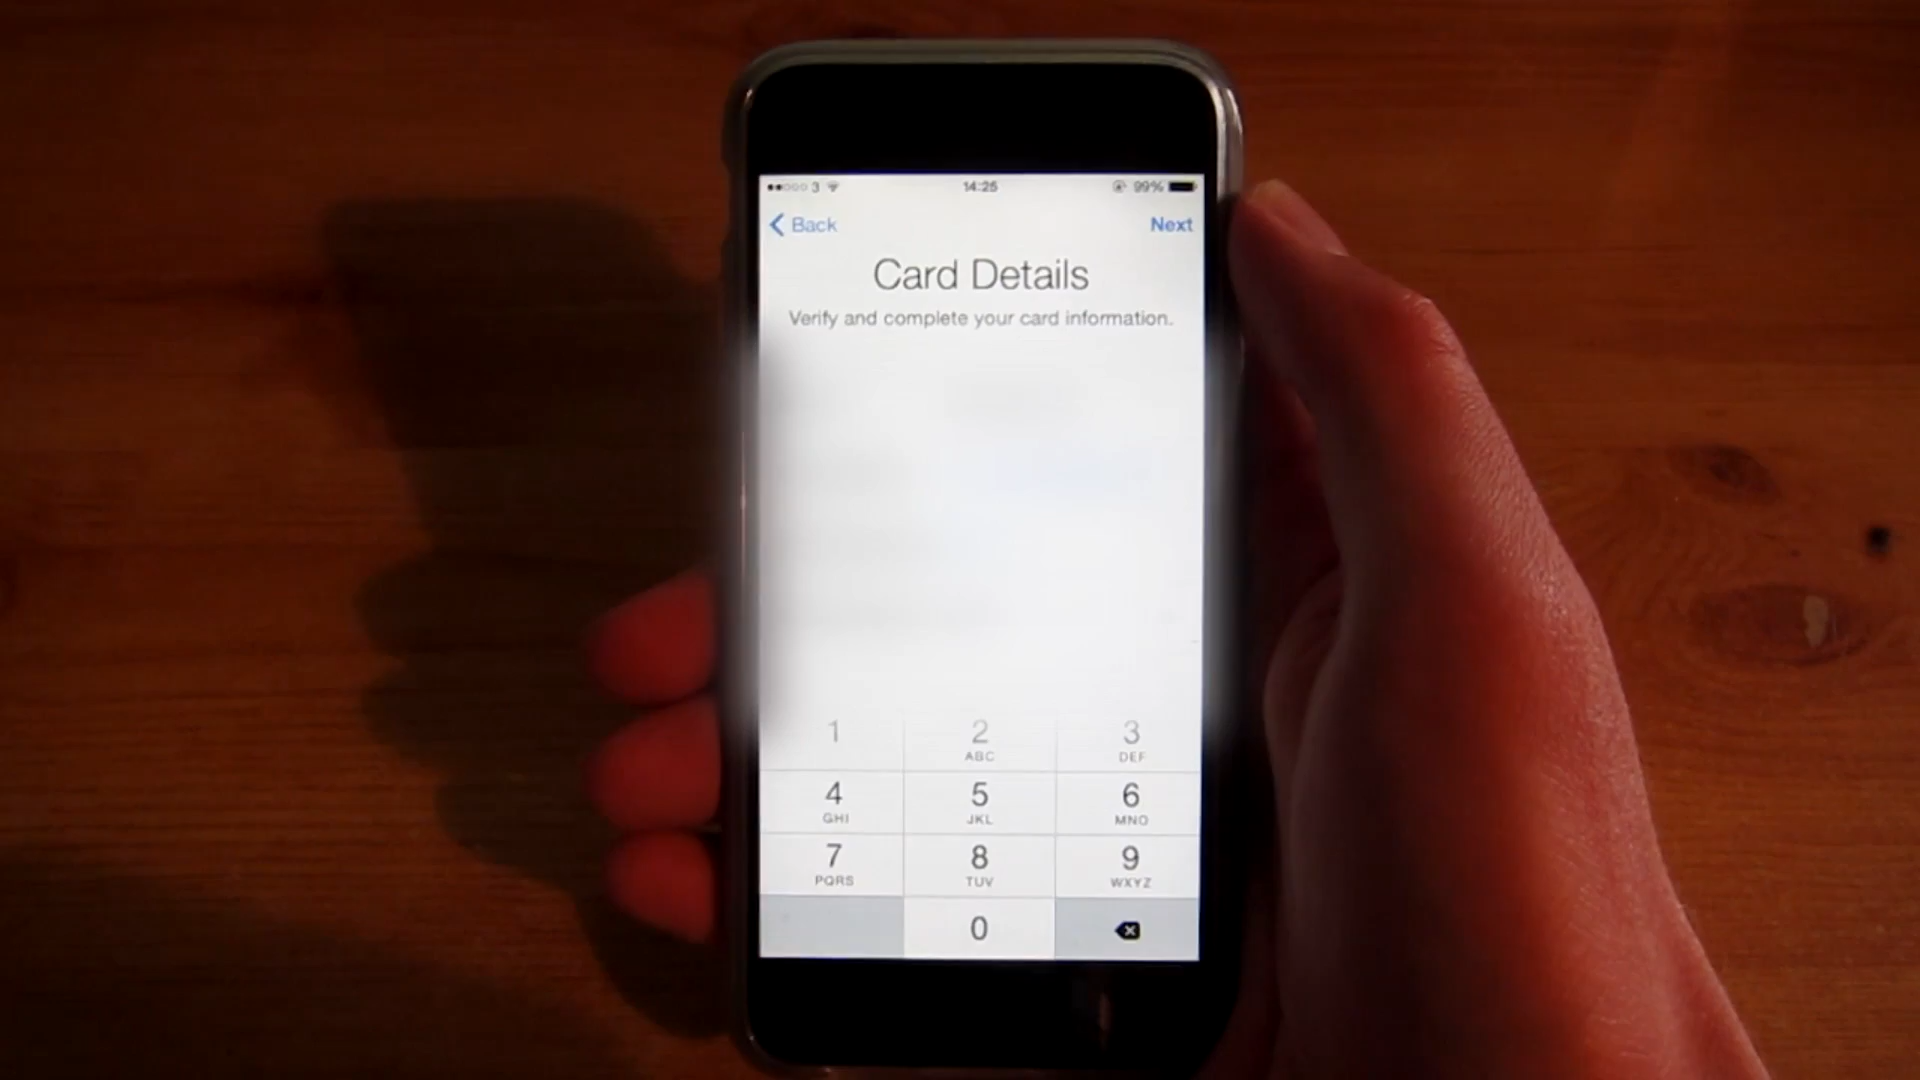 3 14:25 99%
Back Next
Card Details
Verify and complete your card information.
1 2 3
ABC DEF
4 5 6
GHI JKL MNO
7 8 9
PQRS TUV WXYZ
0